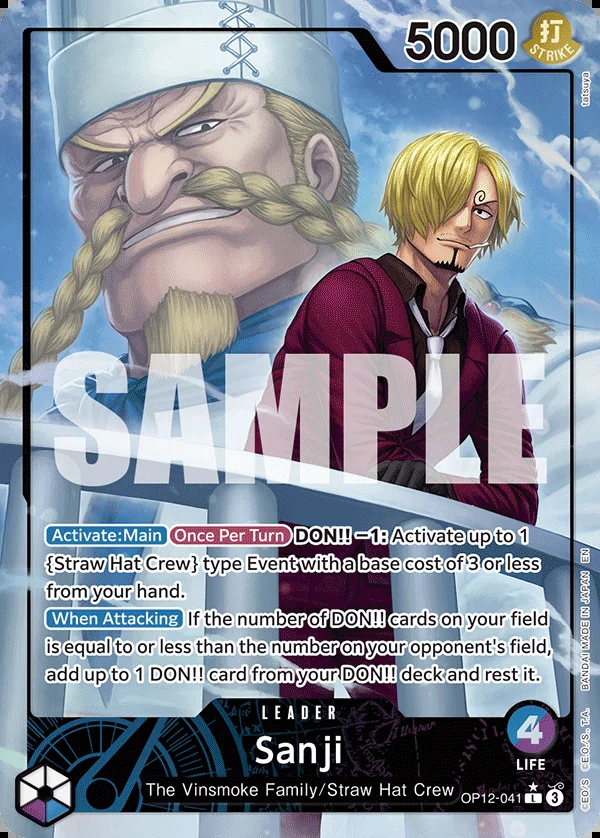 5000
打
STRIKE
tatsuya
SAMPLE
Activate:Main Once Per Turn DON!! −1: Activate up to 1
{Straw Hat Crew} type Event with a base cost of 3 or less
from your hand.
When Attacking If the number of DON!! cards on your field
is equal to or less than the number on your opponent's field,
add up to 1 DON!! card from your DON!! deck and rest it.
©E.O/S ©E.O./S., T.A. BANDAI MADE IN JAPAN EN
LEADER
Sanji
4
LIFE
The Vinsmoke Family/Straw Hat Crew
OP12-041 L 3